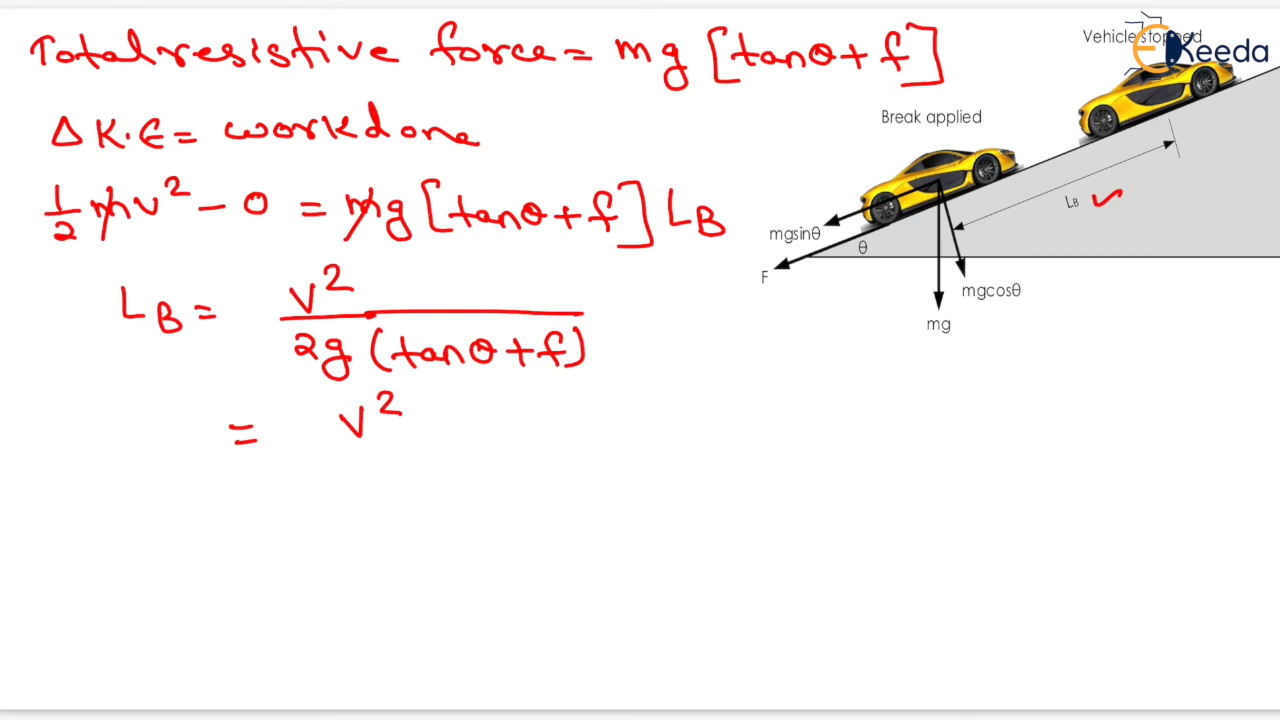 Total resistive force = mg [tanθ + f]
Δ K.E = workdone
1/2 mv² - 0 = mg [tanθ + f] LB
LB = v² / 2g (tanθ + f)
= v²
Vehicle stopped
Keeda
Break applied
LB
mgsinθ
θ
F
mgcosθ
mg